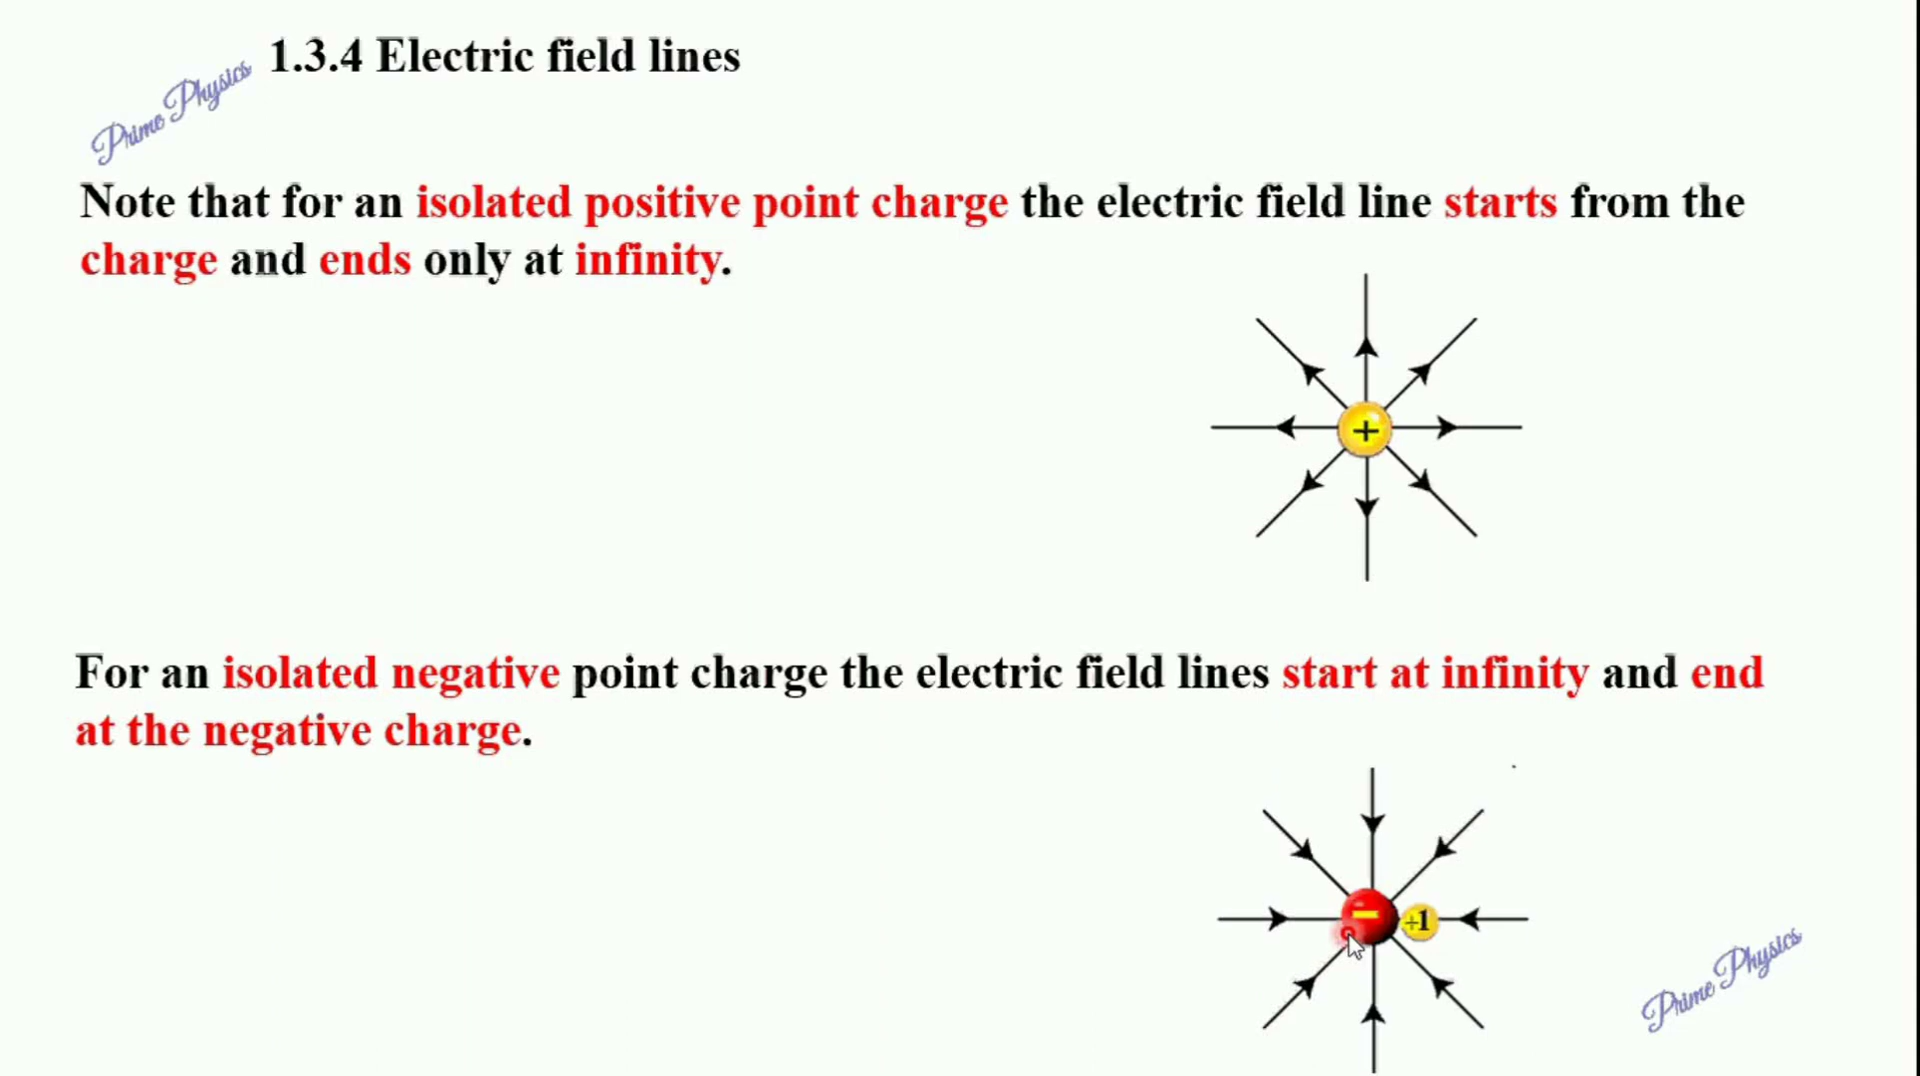 1.3.4 Electric field lines
Prime Physics
Note that for an isolated positive point charge the electric field line starts from the
charge and ends only at infinity.
+
For an isolated negative point charge the electric field lines start at infinity and end
at the negative charge.
- +1
Prime Physics